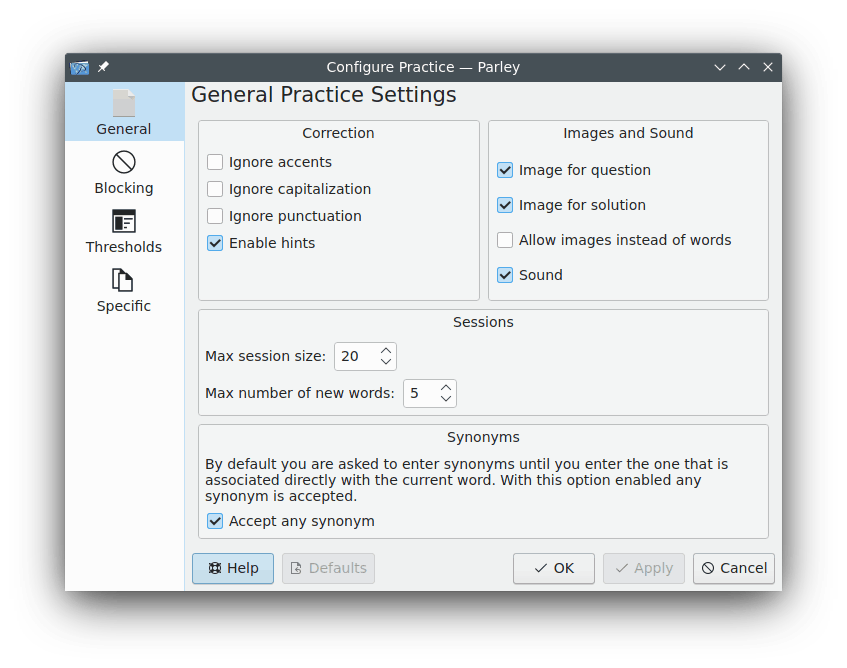 Configure Practice — Parley
General
Blocking
Thresholds
Specific
General Practice Settings
Correction
Ignore accents
Ignore capitalization
Ignore punctuation
Enable hints
Images and Sound
Image for question
Image for solution
Allow images instead of words
Sound
Sessions
Max session size: 20
Max number of new words: 5
Synonyms
By default you are asked to enter synonyms until you enter the one that is
associated directly with the current word. With this option enabled any
synonym is accepted.
Accept any synonym
Help Defaults OK Apply Cancel